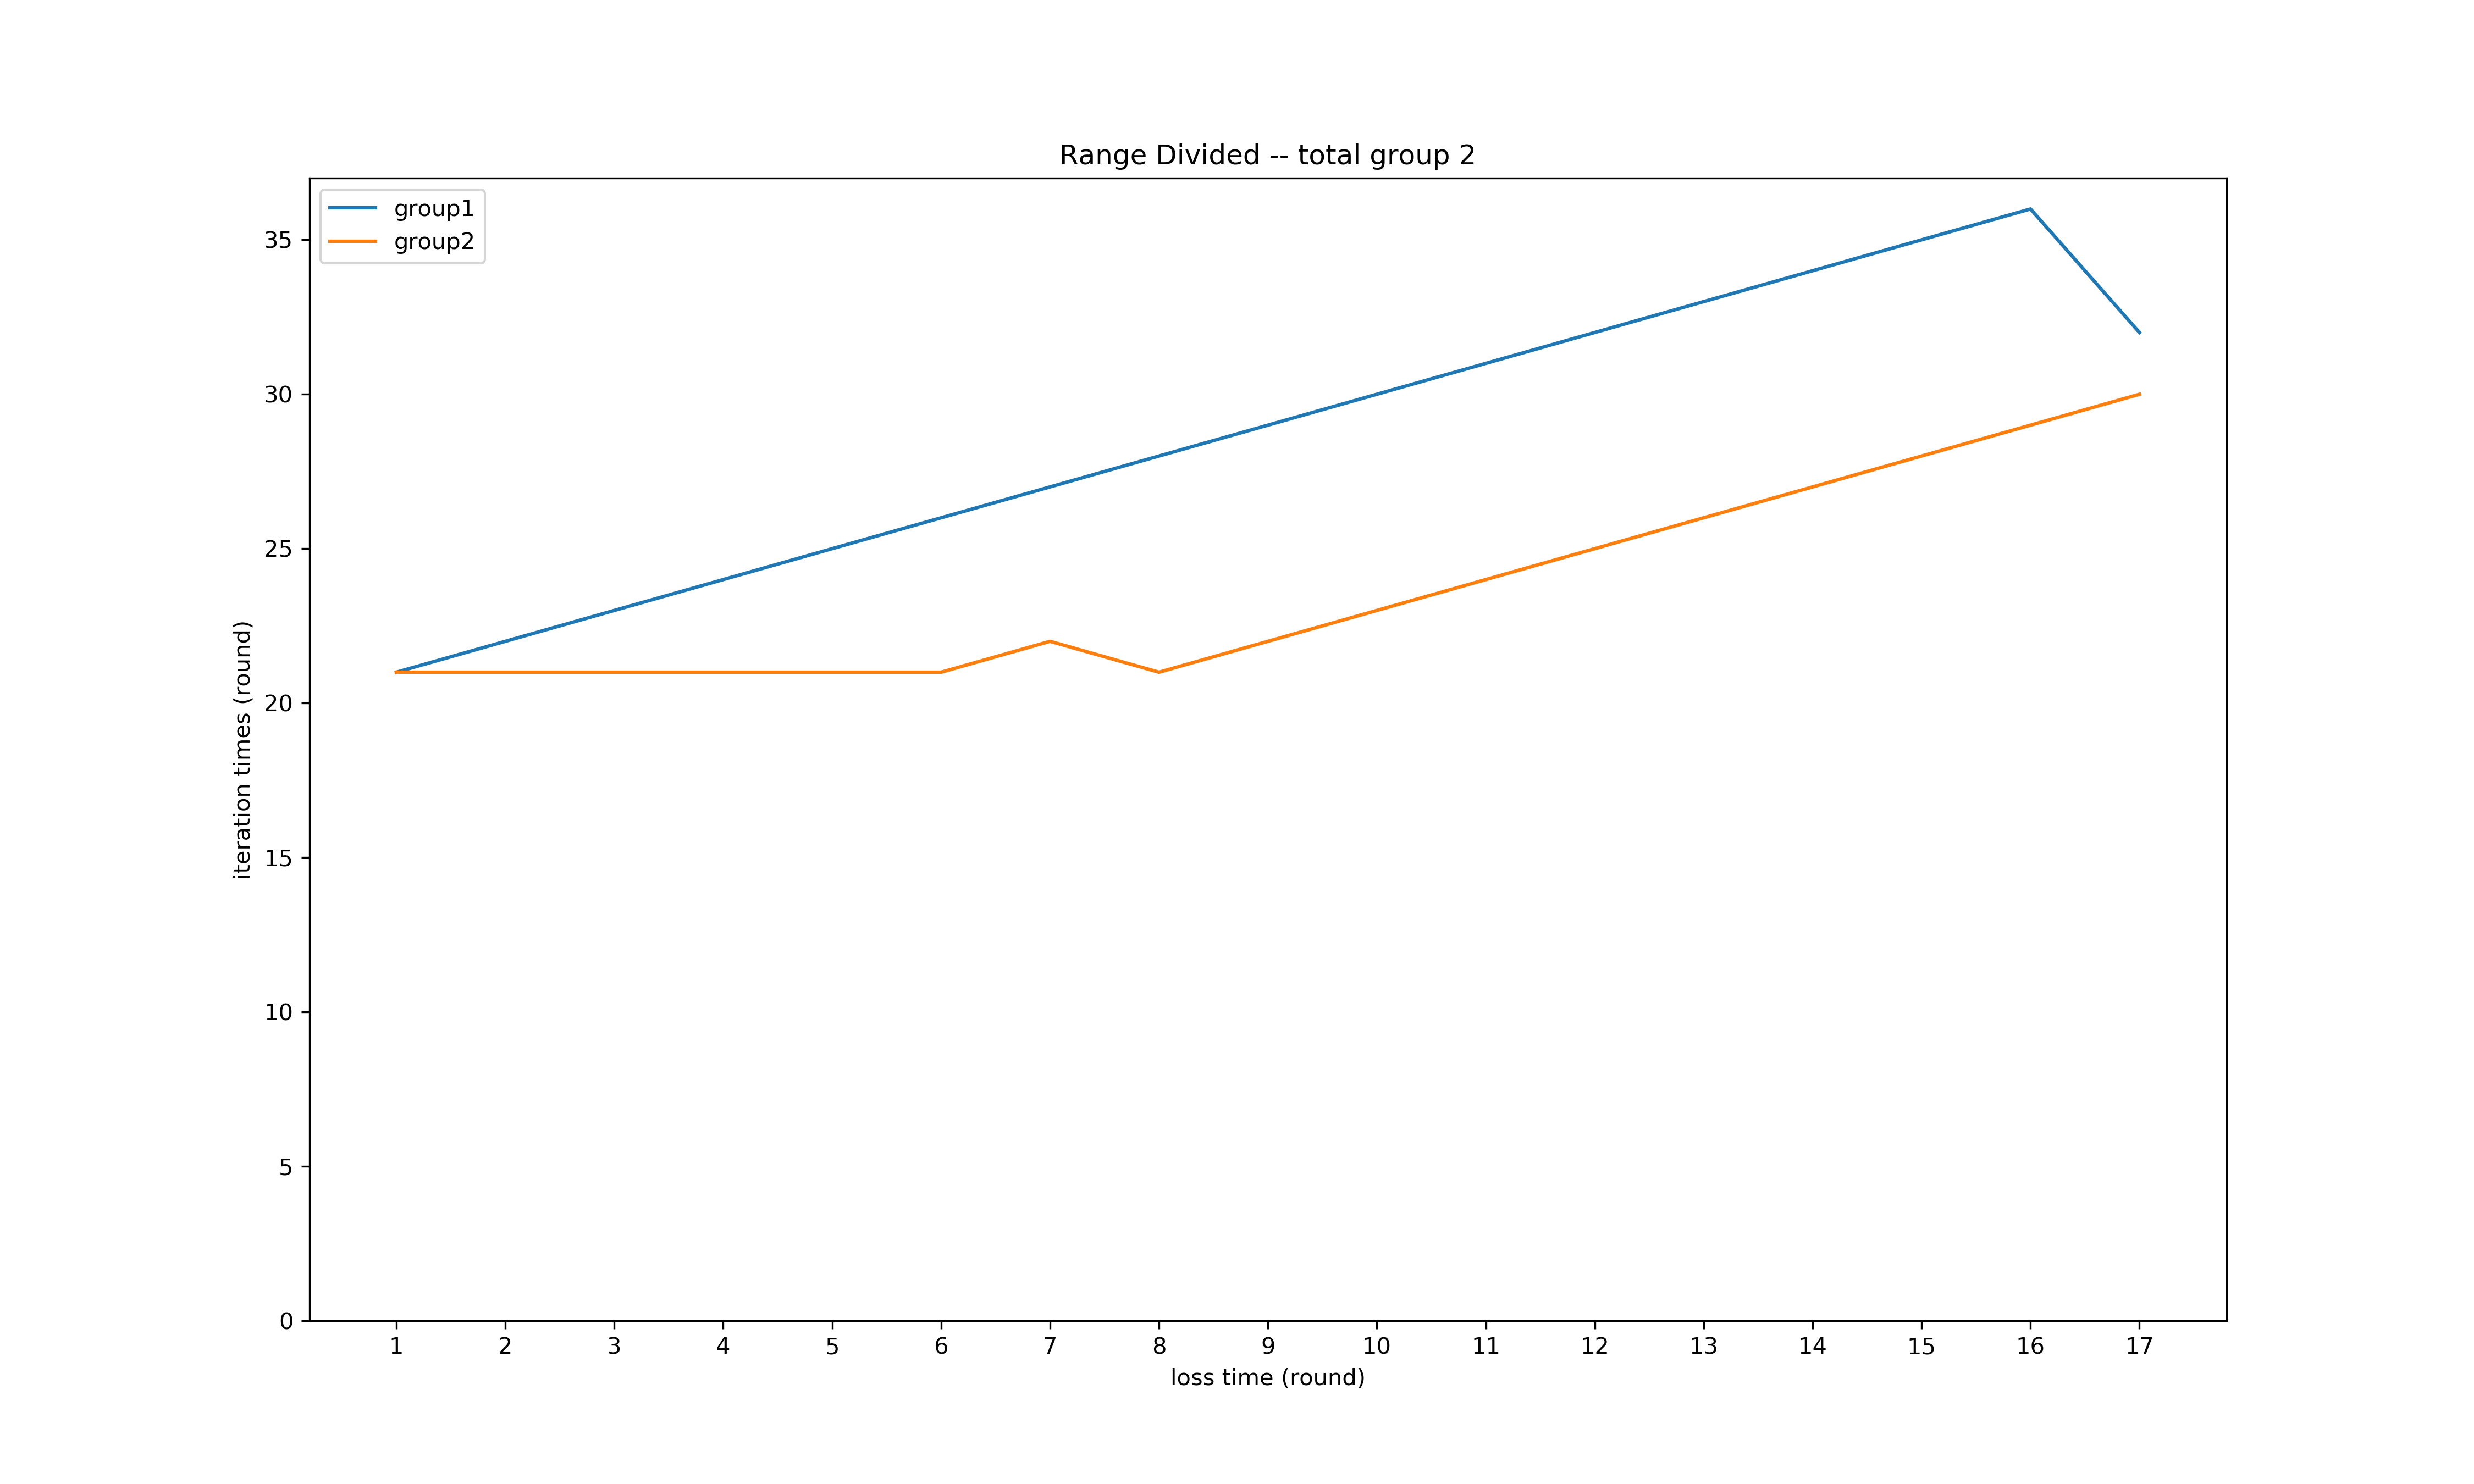 Range Divided -- total group 2
group1
group2
35
30
25
20
15
10
5
0
iteration times (round)
1 2 3 4 5 6 7 8 9 10 11 12 13 14 15 16 17
loss time (round)